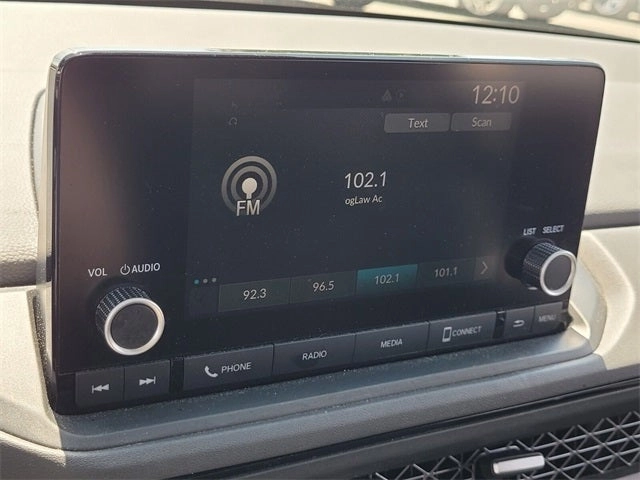 12:10
Text Scan
102.1
FM
ogLaw Ac
LIST SELECT
VOL AUDIO
92.3 96.5 102.1 101.1
PHONE RADIO MEDIA CONNECT MENU